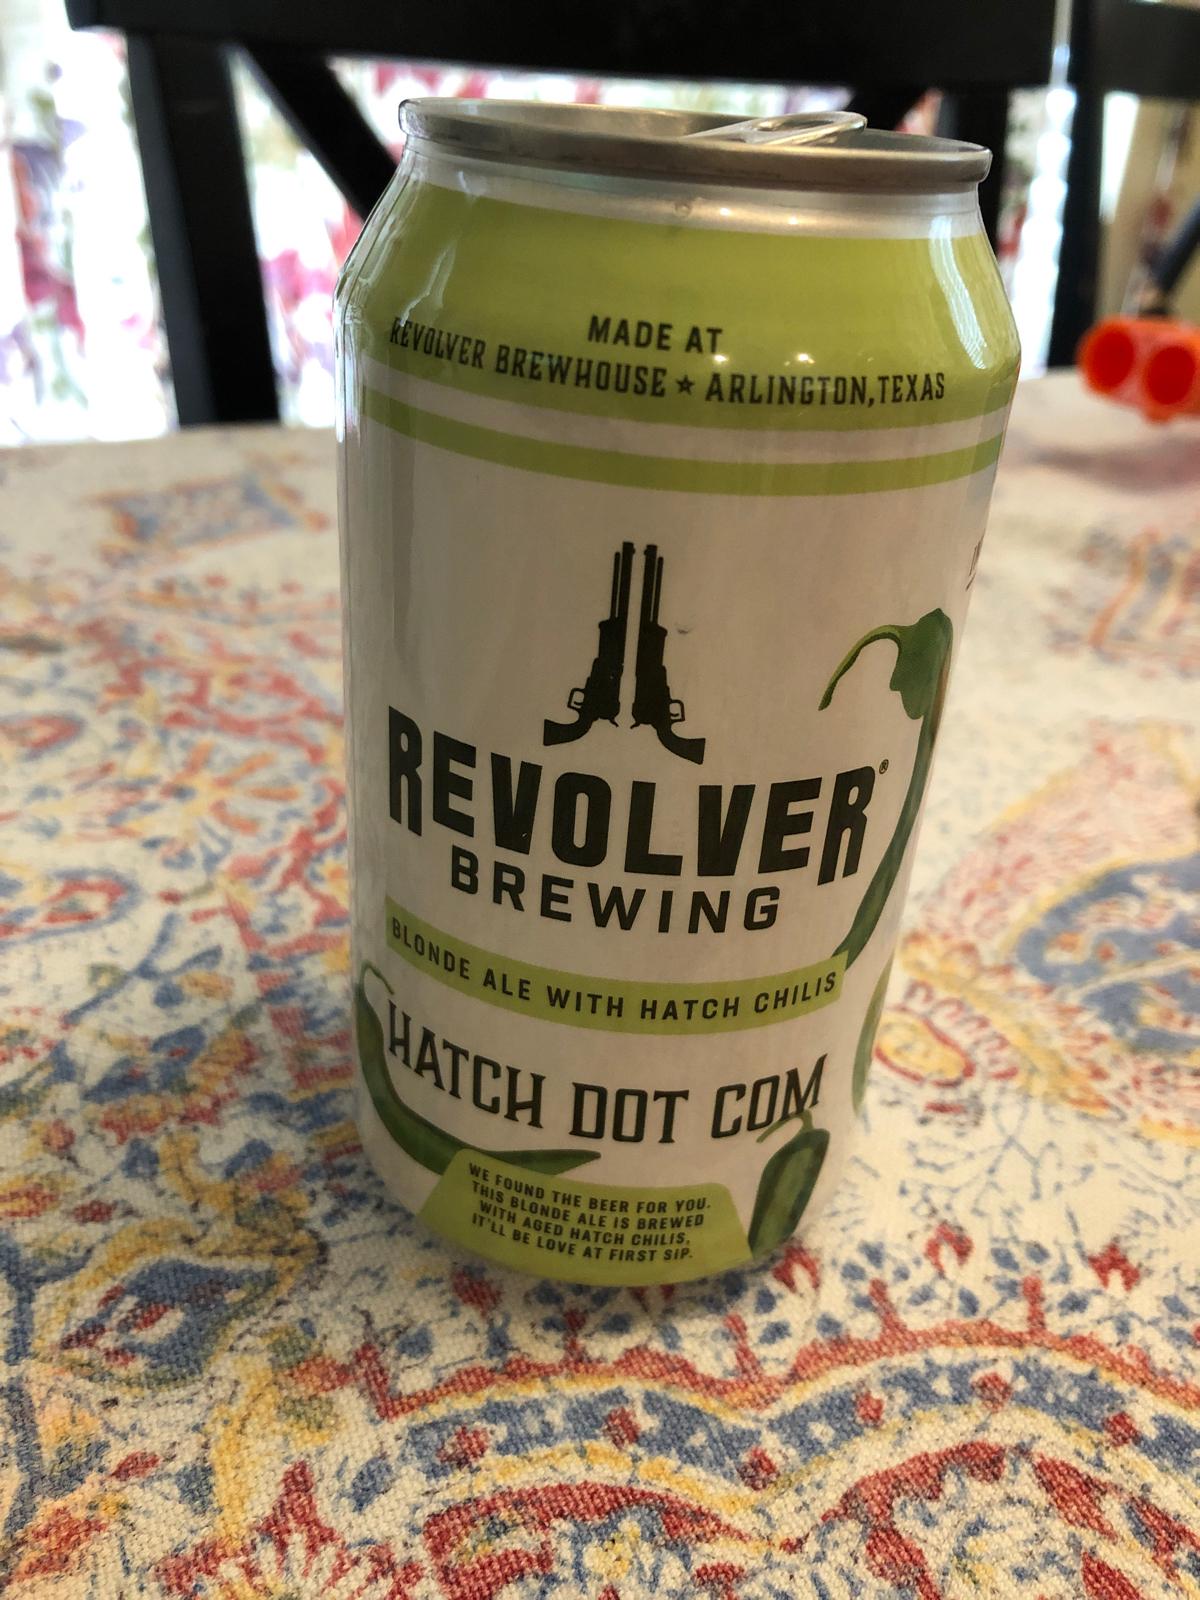 MADE AT
REVOLVER BREWHOUSE ★ ARLINGTON, TEXAS
REVOLVER®
BREWING
BLONDE ALE WITH HATCH CHILIS
HATCH DOT COM
WE FOUND THE BEER FOR YOU.
THIS BLONDE ALE IS BREWED
WITH AGED HATCH CHILIS,
IT'LL BE LOVE AT FIRST SIP.